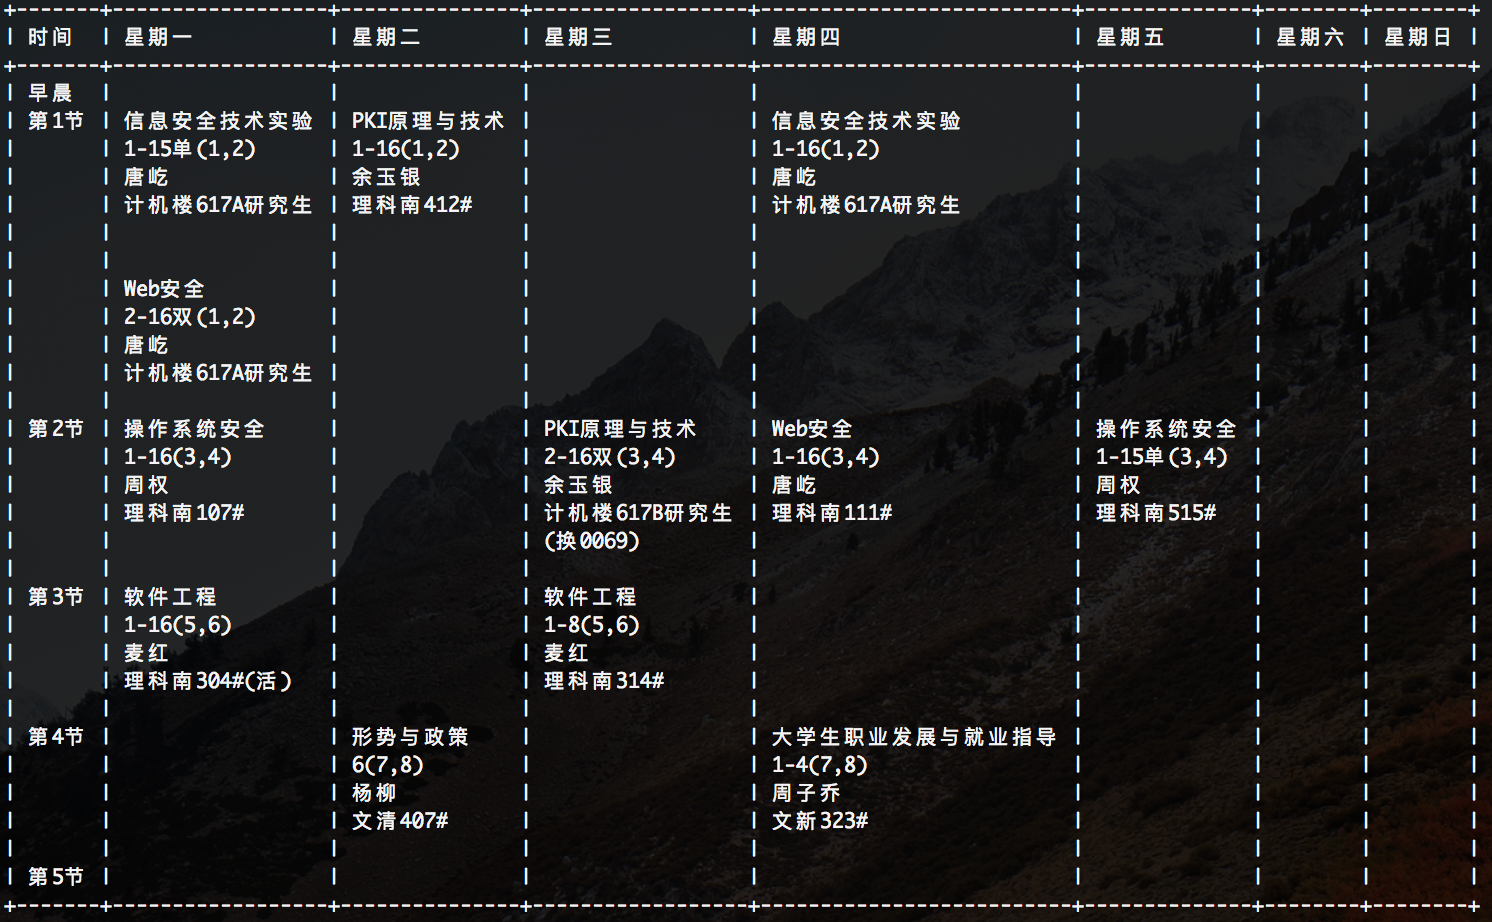 时间 星期一 星期二 星期三 星期四 星期五 星期六 星期日
早晨
第1节 信息安全技术实验 PKI原理与技术 信息安全技术实验
1-15单(1,2) 1-16(1,2) 1-16(1,2)
唐屹 余玉银 唐屹
计机楼617A研究生 理科南412# 计机楼617A研究生
Web安全
2-16双(1,2)
唐屹
计机楼617A研究生
第2节 操作系统安全 PKI原理与技术 Web安全 操作系统安全
1-16(3,4) 2-16双(3,4) 1-16(3,4) 1-15单(3,4)
周权 余玉银 唐屹 周权
理科南107# 计机楼617B研究生 理科南111# 理科南515#
(换0069)
第3节 软件工程 软件工程
1-16(5,6) 1-8(5,6)
麦红 麦红
理科南304#(活) 理科南314#
第4节 形势与政策 大学生职业发展与就业指导
6(7,8) 1-4(7,8)
杨柳 周子乔
文清407# 文新323#
第5节